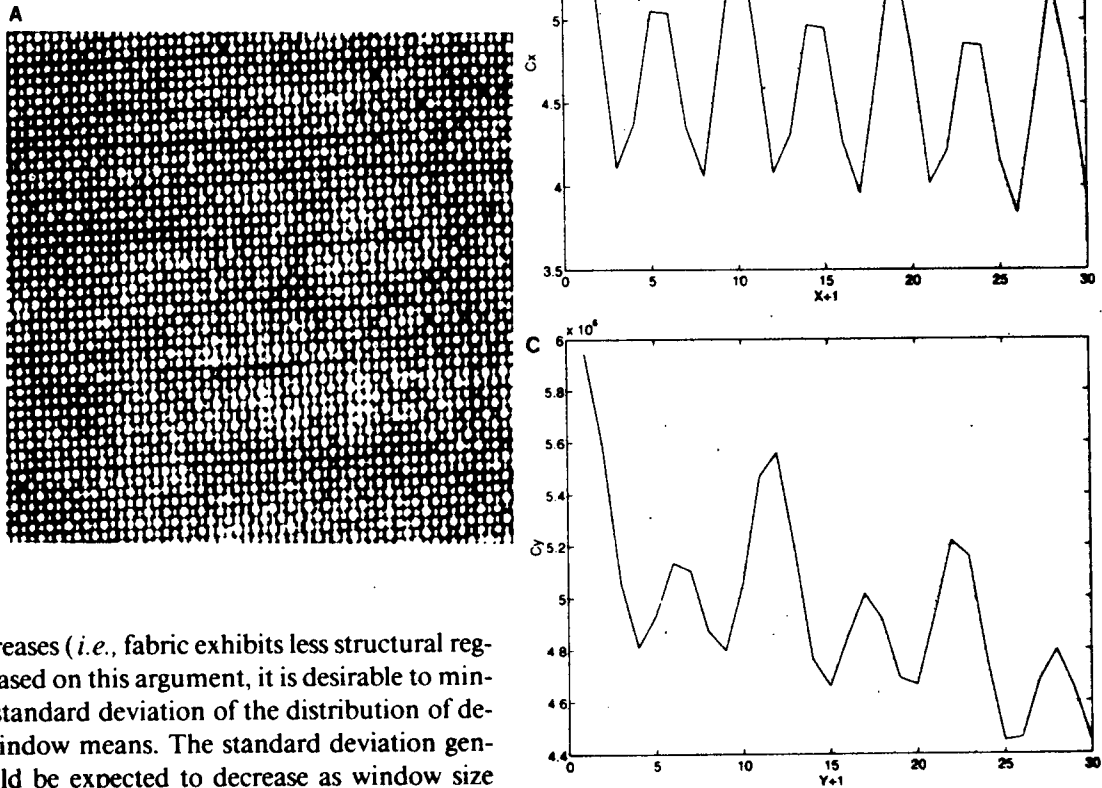 A
reases (i.e., fabric exhibits less structural reg-
ased on this argument, it is desirable to min-
standard deviation of the distribution of de-
indow means. The standard deviation gen-
ld be expected to decrease as window size
5
4.5
4
3.5
Cx
0 5 10 15 20 25 30
X+1
C
x 10⁶
6
5.8
5.6
5.4
5.2
5
4.8
4.6
4.4
Cy
0 5 10 15 20 25 30
Y+1